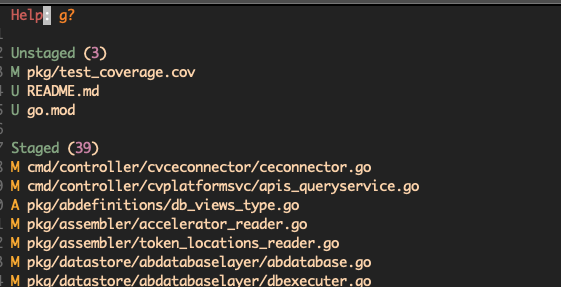 Help: g?
Unstaged (3)
M pkg/test_coverage.cov
U README.md
U go.mod
Staged (39)
M cmd/controller/cvceconnector/ceconnector.go
M cmd/controller/cvplatformsvc/apis_queryservice.go
A pkg/abdefinitions/db_views_type.go
M pkg/assembler/accelerator_reader.go
M pkg/assembler/token_locations_reader.go
M pkg/datastore/abdatabaselayer/abdatabase.go
M pkg/datastore/abdatabaselayer/dbexecuter.go